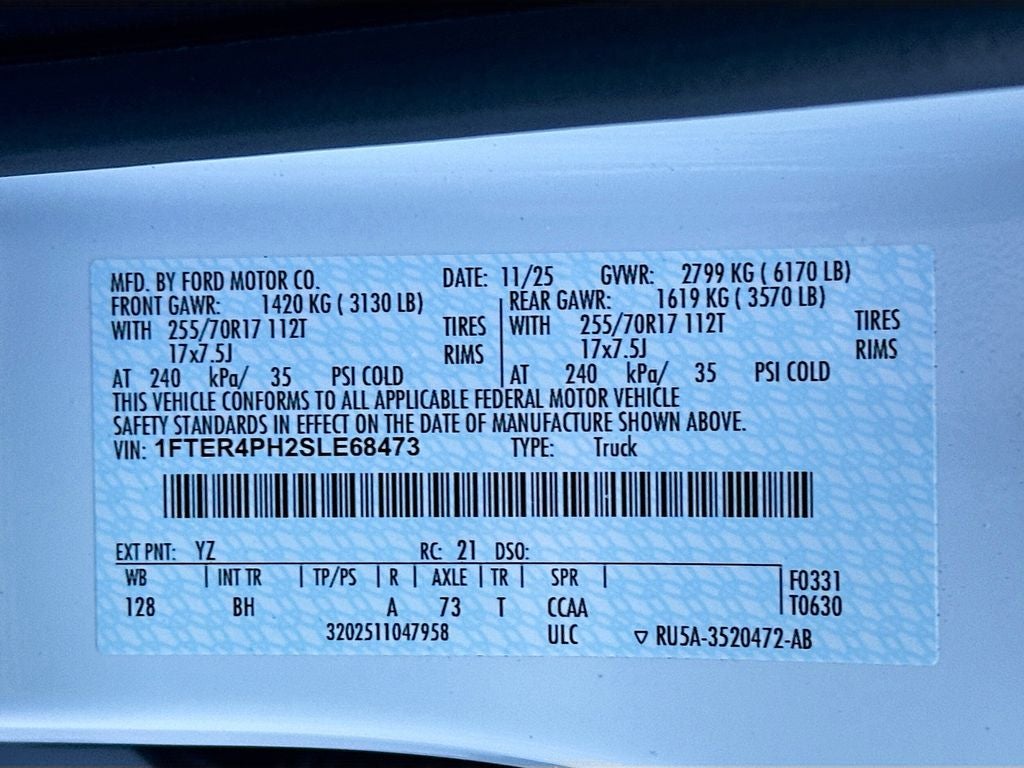 MFD. BY FORD MOTOR CO. DATE: 11/25 GVWR: 2799 KG ( 6170 LB)
FRONT GAWR: 1420 KG ( 3130 LB) REAR GAWR: 1619 KG ( 3570 LB)
WITH 255/70R17 112T TIRES WITH 255/70R17 112T TIRES
17x7.5J RIMS 17x7.5J RIMS
AT 240 kPa/ 35 PSI COLD AT 240 kPa/ 35 PSI COLD
THIS VEHICLE CONFORMS TO ALL APPLICABLE FEDERAL MOTOR VEHICLE
SAFETY STANDARDS IN EFFECT ON THE DATE OF MANUFACTURE SHOWN ABOVE.
VIN: 1FTER4PH2SLE68473 TYPE: Truck
EXT PNT: YZ RC: 21 DSO:
WB INT TR TP/PS R AXLE TR SPR F0331
128 BH A 73 T CCAA T0630
3202511047958 ULC ▽ RU5A-3520472-AB